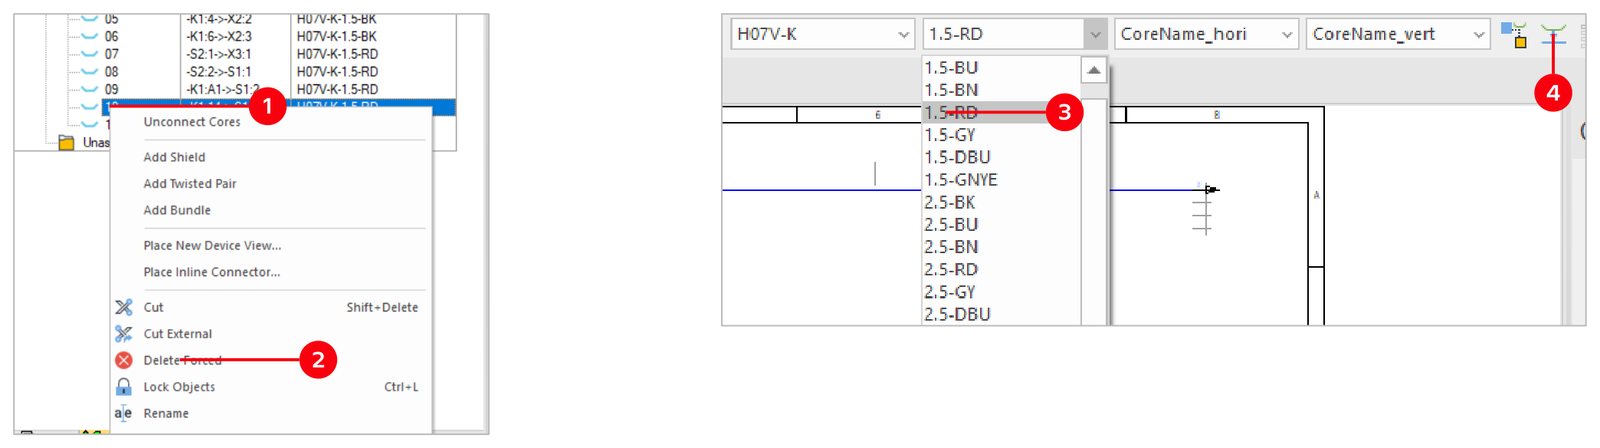 05 -K1:4->X2:2 H07V-K-1.5-BK
06 -K1:6->X2:3 H07V-K-1.5-BK
07 -S2:1->X3:1 H07V-K-1.5-RD
08 -S2:2->S1:1 H07V-K-1.5-RD
09 -K1:A1->S1:2 H07V-K-1.5-RD
1
Unas
Unconnect Cores
Add Shield
Add Twisted Pair
Add Bundle
Place New Device View...
Place Inline Connector...
Cut Shift+Delete
Cut External
Delete Forced
2
Lock Objects Ctrl+L
Rename
H07V-K 1.5-RD CoreName_hori CoreName_vert
4
1.5-BU
1.5-BN
1.5-RD
3
1.5-GY
1.5-DBU
1.5-GNYE
2.5-BK
2.5-BU
2.5-BN
2.5-RD
2.5-GY
2.5-DBU
6
8
A